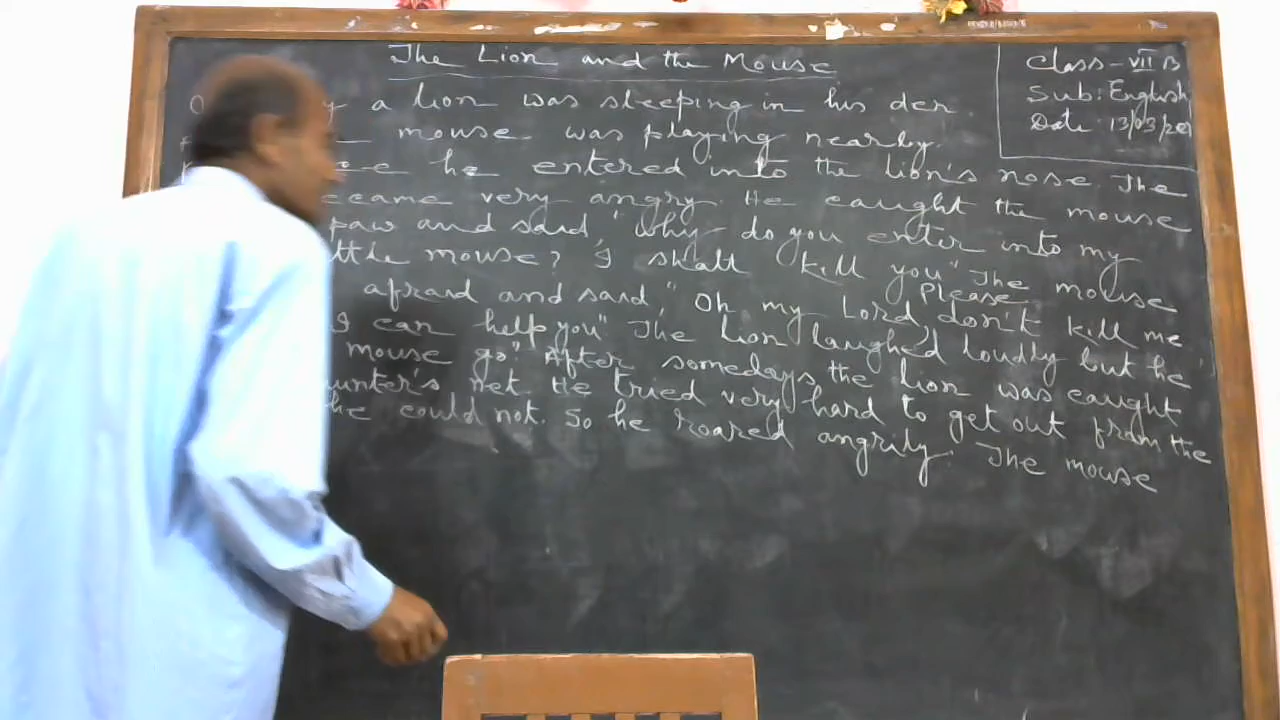 The Lion and the Mouse
Class - VII B
Sub: English
Date 13/03/201
a lion was sleeping in his den
mouse was playing nearby.
he entered into the lion's nose. The
very angry. He caught the mouse
paw and said "Why do you enter into my
mouse? I shall kill you" The mouse
afraid and said, "Oh my Lord, Please don't kill me
I can help you". The Lion laughed loudly but he
mouse go". After somedays, the lion was caught
net. He tried very hard to get out from the
he could not. So he roared angrily. The mouse